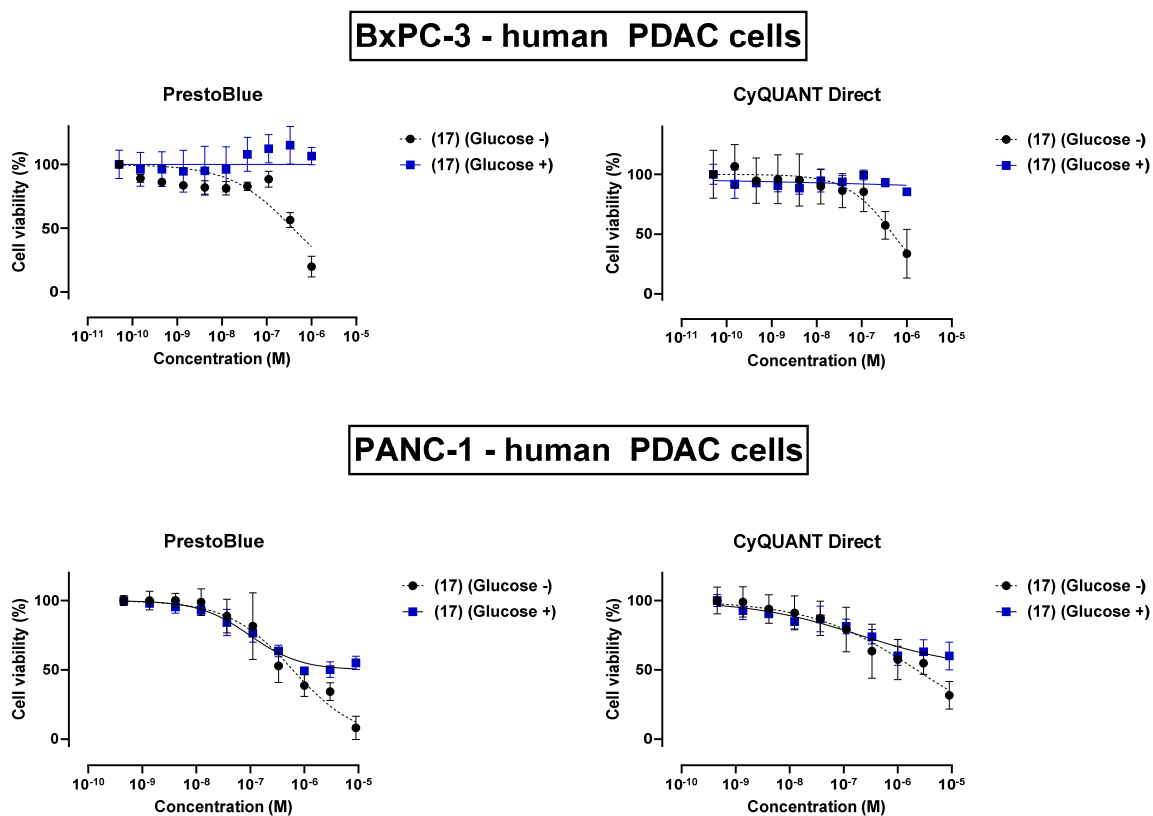 BxPC-3 - human PDAC cells
PrestoBlue
Cell viability (%)
100
50
0
10-11 10-10 10-9 10-8 10-7 10-6 10-5
Concentration (M)
(17) (Glucose -)
(17) (Glucose +)
CyQUANT Direct
Cell viability (%)
100
50
0
10-11 10-10 10-9 10-8 10-7 10-6 10-5
Concentration (M)
(17) (Glucose -)
(17) (Glucose +)
PANC-1 - human PDAC cells
PrestoBlue
Cell viability (%)
100
50
0
10-10 10-9 10-8 10-7 10-6 10-5
Concentration (M)
(17) (Glucose -)
(17) (Glucose +)
CyQUANT Direct
Cell viability (%)
100
50
0
10-10 10-9 10-8 10-7 10-6 10-5
Concentration (M)
(17) (Glucose -)
(17) (Glucose +)